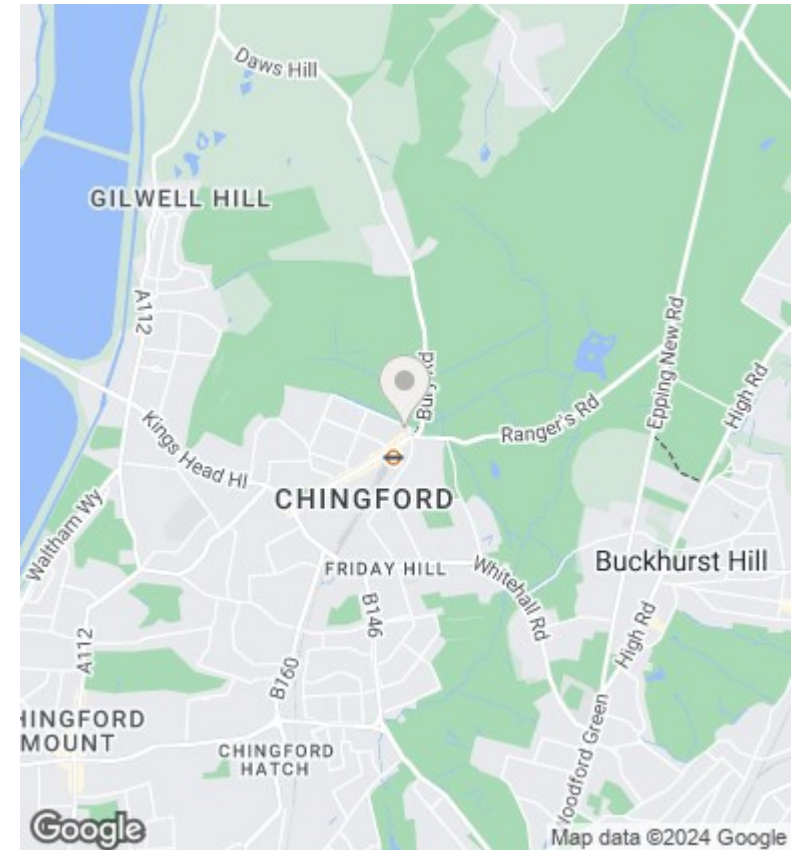 Daws Hill
GILWELL HILL
A112
Epping New Rd
High Rd
Bury Rd
Ranger's Rd
Kings Head Hl
CHINGFORD
Waltham Wy
FRIDAY HILL
Whitehall Rd
Buckhurst Hill
B146
High Rd
A112
B160
HINGFORD
MOUNT
CHINGFORD
HATCH
Woodford Green
Google
Map data ©2024 Google